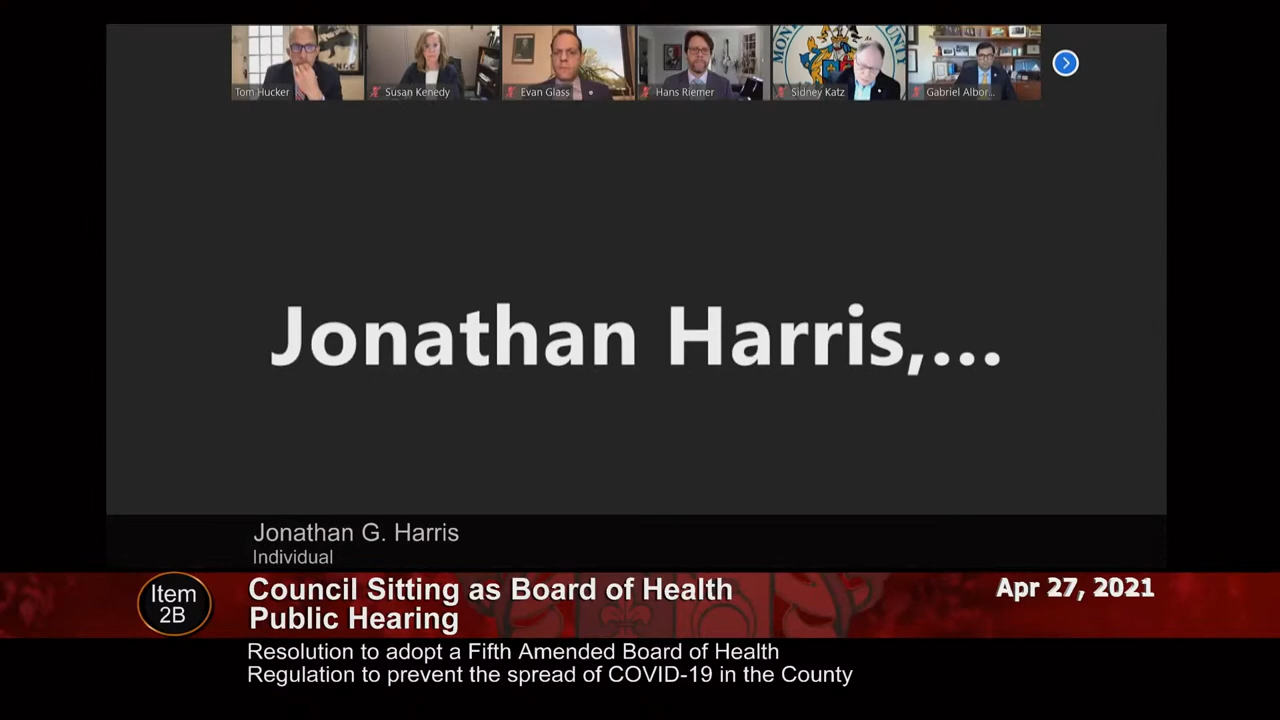 Tom Hucker
Susan Kenedy
Evan Glass
Hans Riemer
Sidney Katz
Gabriel Albor...
Jonathan Harris,...
Jonathan G. Harris
Individual
Item
2B
Council Sitting as Board of Health
Public Hearing
Apr 27, 2021
Resolution to adopt a Fifth Amended Board of Health
Regulation to prevent the spread of COVID-19 in the County